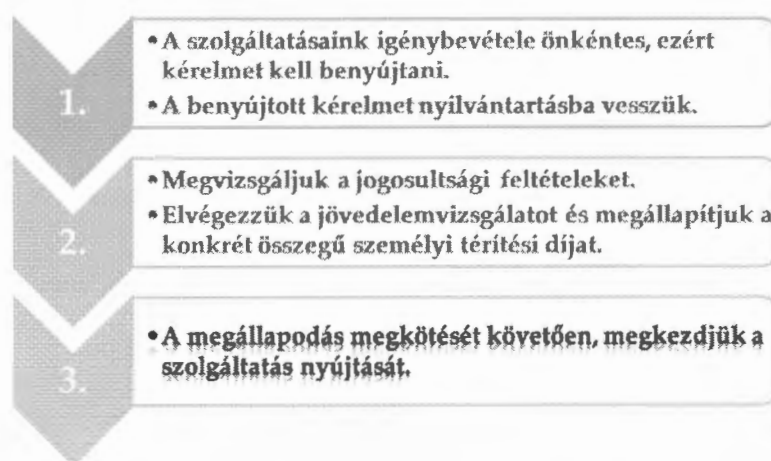 1.
• A szolgáltatásaink igénybevétele önkéntes, ezért
kérelmet kell benyújtani.
• A benyújtott kérelmet nyilvántartásba vesszük.
2.
• Megvizsgáljuk a jogosultsági feltételeket.
• Elvégezzük a jövedelemvizsgálatot és megállapítjuk a
konkrét összegű személyi térítési díjat.
3.
• A megállapodás megkötését követően, megkezdjük a
szolgáltatás nyújtását.